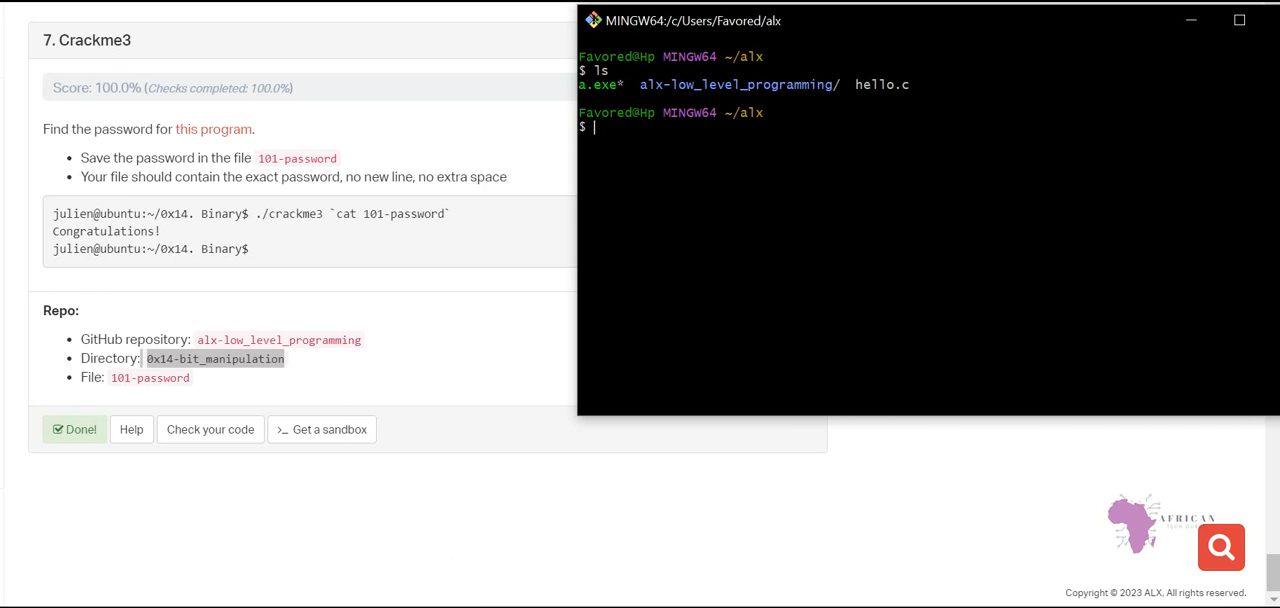 7. Crackme3
Score: 100.0% (Checks completed: 100.0%)
Find the password for this program.
• Save the password in the file 101-password
• Your file should contain the exact password, no new line, no extra space
julien@ubuntu:~/0x14. Binary$ ./crackme3 `cat 101-password`
Congratulations!
julien@ubuntu:~/0x14. Binary$
Repo:
• GitHub repository: alx-low_level_programming
• Directory: 0x14-bit_manipulation
• File: 101-password
Done! Help Check your code >_ Get a sandbox
MINGW64:/c/Users/Favored/alx
Favored@Hp MINGW64 ~/alx
$ ls
a.exe* alx-low_level_programming/ hello.c
Favored@Hp MINGW64 ~/alx
$
AFRICAN
Copyright © 2023 ALX, All rights reserved.